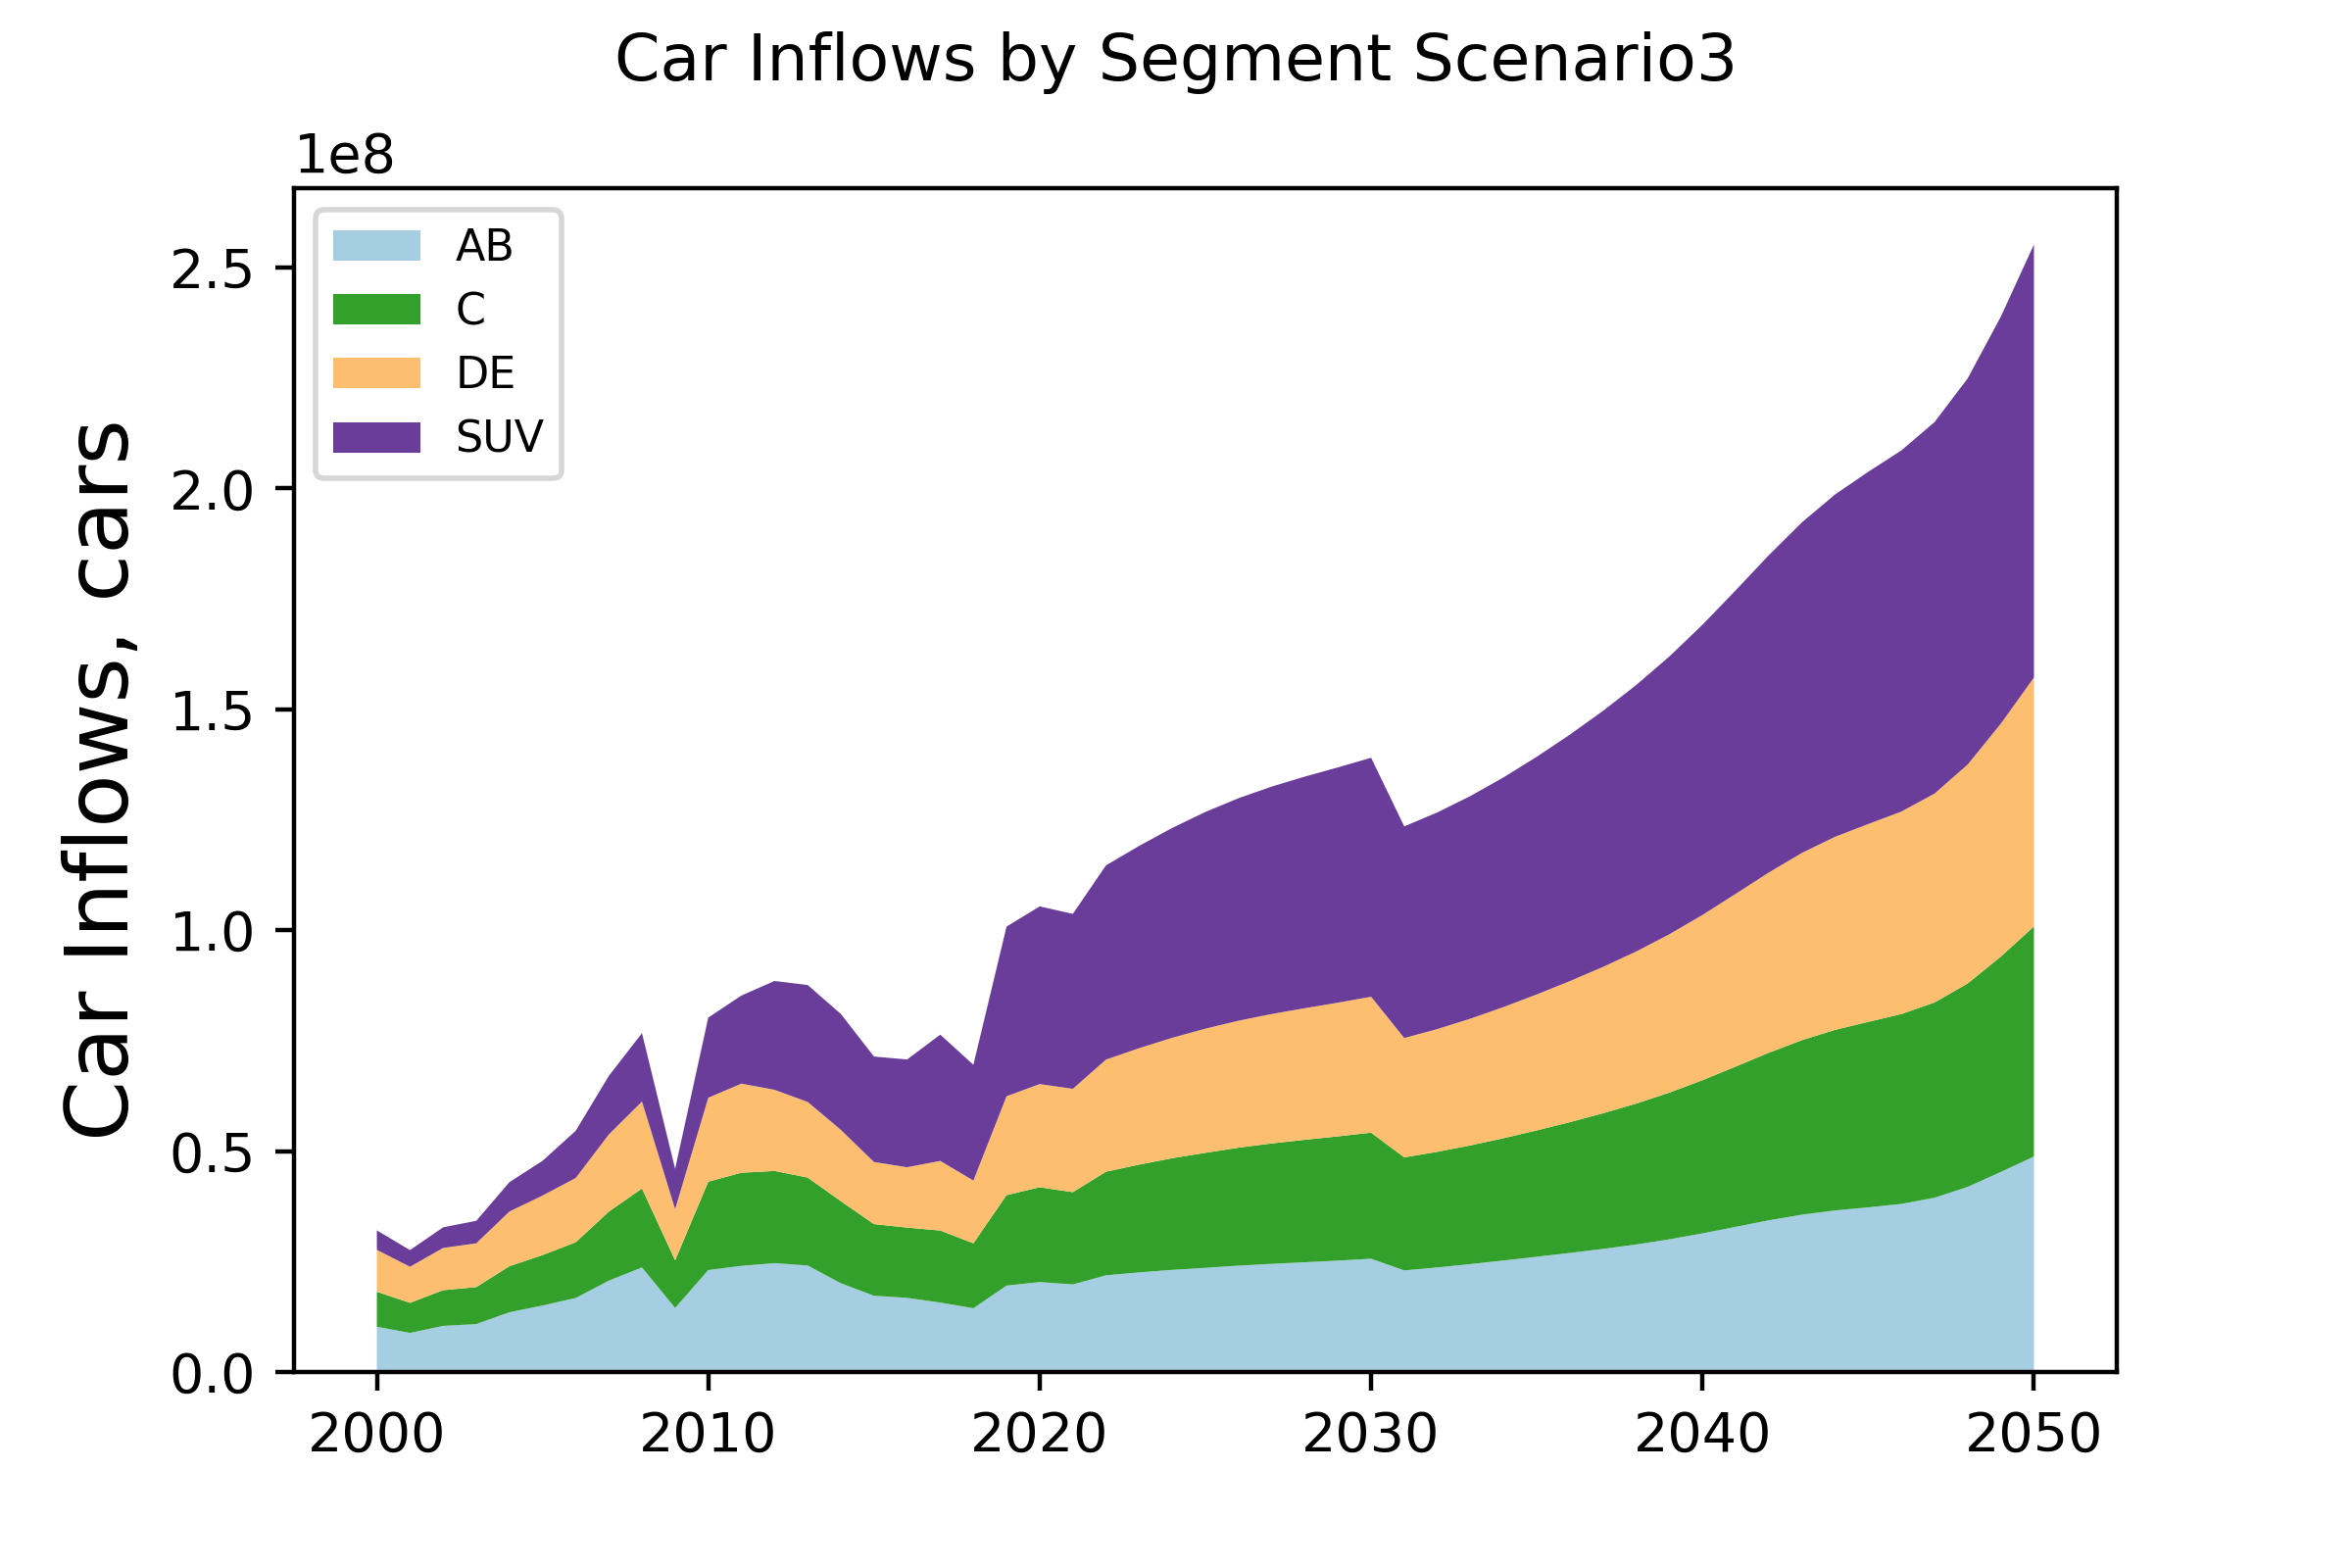 Car Inflows by Segment Scenario3
1e8
AB
C
DE
SUV
2.5
2.0
1.5
1.0
0.5
0.0
Car Inflows, cars
2000 2010 2020 2030 2040 2050